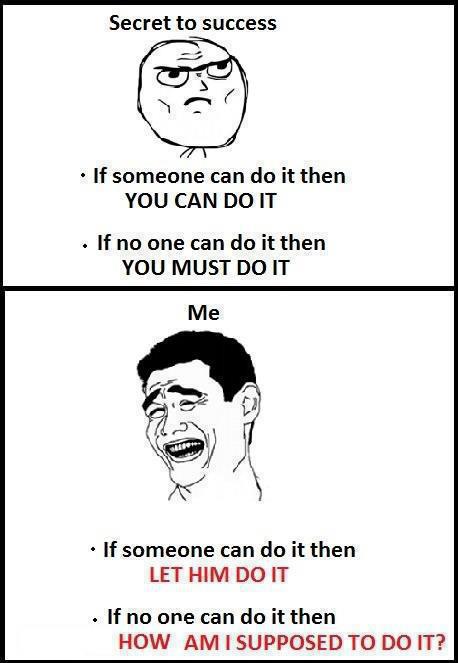 Secret to success
· If someone can do it then
YOU CAN DO IT
· If no one can do it then
YOU MUST DO IT
Me
· If someone can do it then
LET HIM DO IT
· If no one can do it then
HOW AM I SUPPOSED TO DO IT?